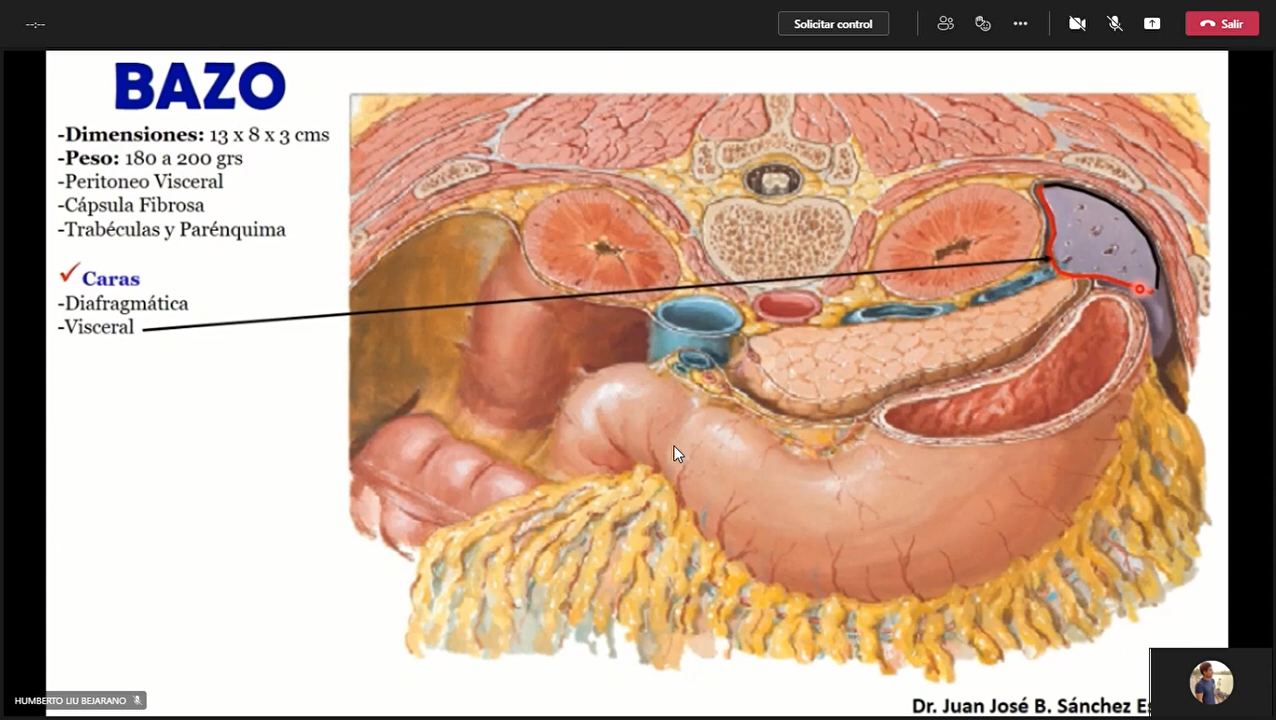 --:--
Solicitar control
Salir
BAZO
-Dimensiones: 13 x 8 x 3 cms
-Peso: 180 a 200 grs
-Peritoneo Visceral
-Cápsula Fibrosa
-Trabéculas y Parénquima
Caras
-Diafragmática
-Visceral
HUMBERTO LIU BEJARANO
Dr. Juan José B. Sánchez